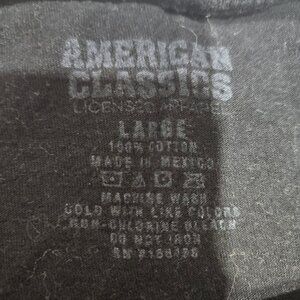 AMERICAN
CLASSICS
LICENSED APPAREL
LARGE
100% COTTON
MADE IN MEXICO
MACHINE WASH
COLD WITH LIKE COLORS
NON-CHLORINE BLEACH
DO NOT IRON